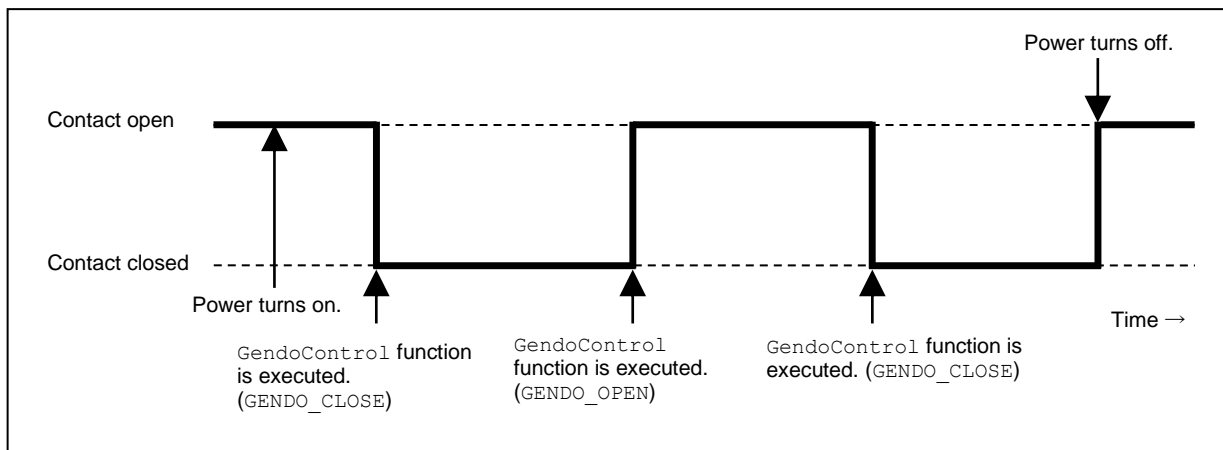 Power turns off.
Contact open
Contact closed
Power turns on.
Time →
GendoControl function
is executed.
(GENDO_CLOSE)
GendoControl
function is executed.
(GENDO_OPEN)
GendoControl function is
executed. (GENDO_CLOSE)